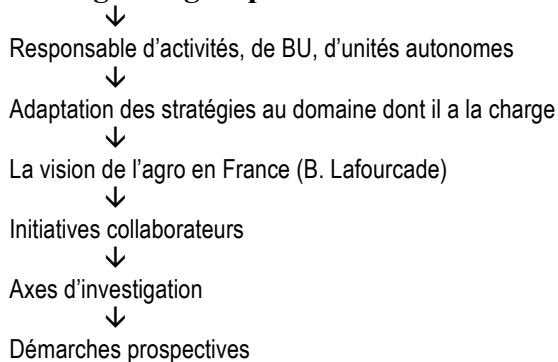 ↓
Responsable d’activités, de BU, d’unités autonomes
↓
Adaptation des stratégies au domaine dont il a la charge
↓
La vision de l’agro en France (B. Lafourcade)
↓
Initiatives collaborateurs
↓
Axes d’investigation
↓
Démarches prospectives